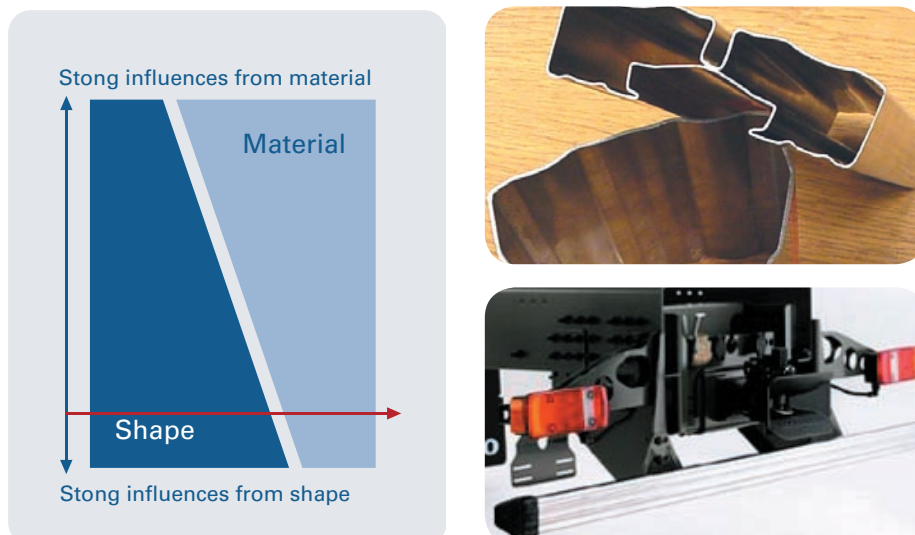 Stong influences from material
Material
Shape
Stong influences from shape